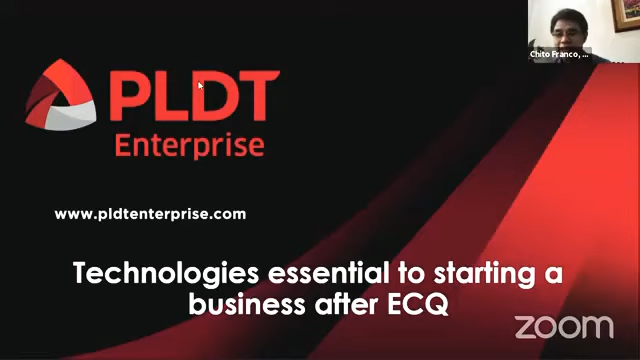 Chito Franco, ...
PLDT
Enterprise
www.pldtenterprise.com
Technologies essential to starting a
business after ECQ
zoom